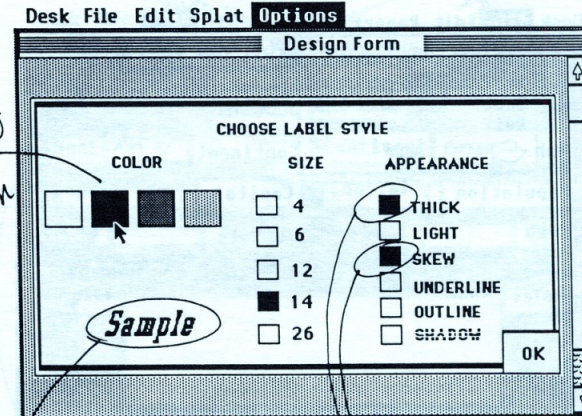 Desk File Edit Splat Options
Design Form
CHOOSE LABEL STYLE
COLOR SIZE APPEARANCE
4 THICK
6 LIGHT
12 SKEW
14 UNDERLINE
26 OUTLINE
SHADOW
Sample
OK